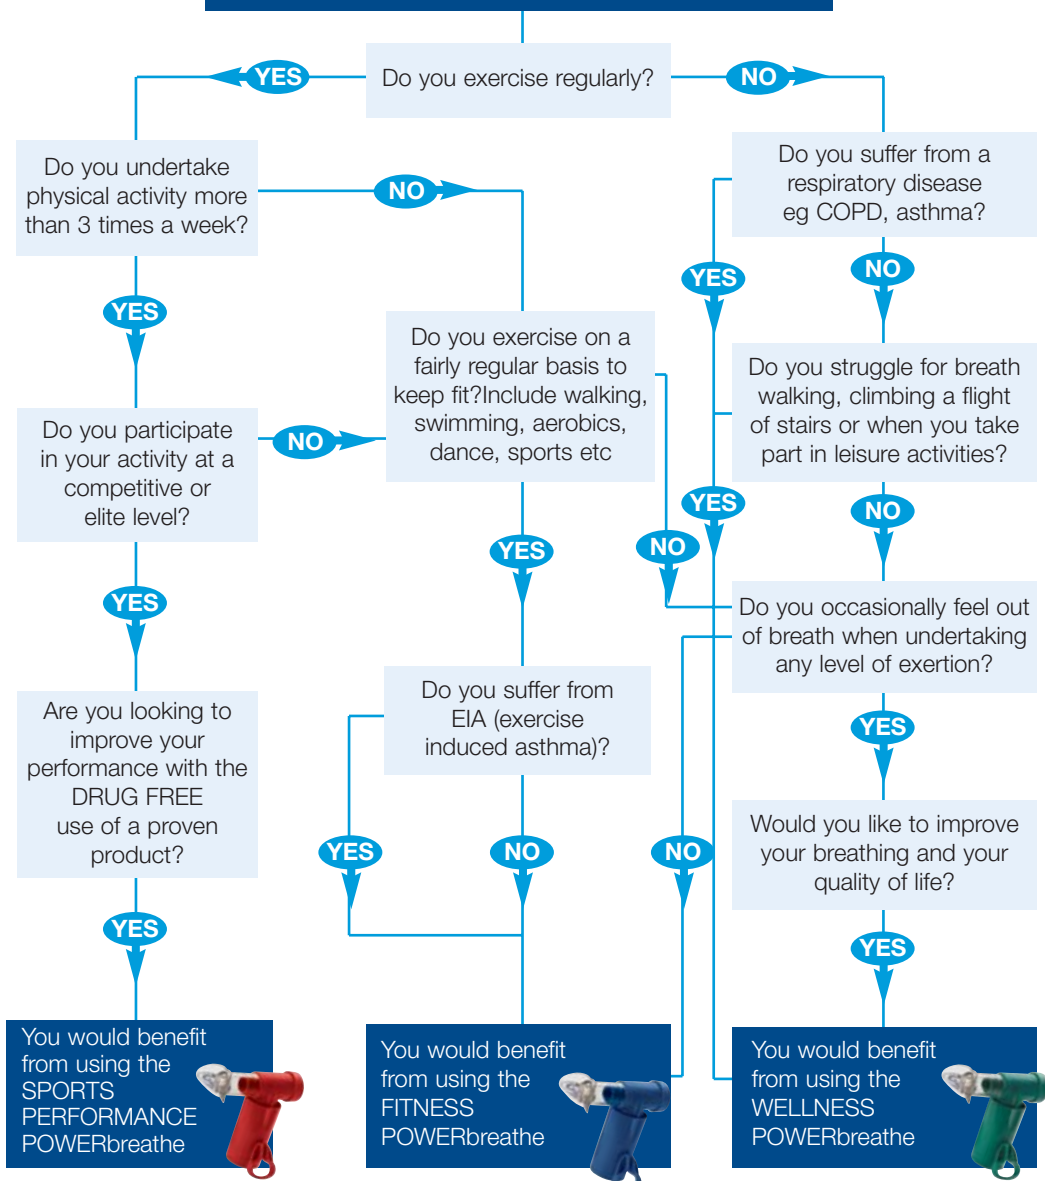 Do you exercise regularly?
YES
NO
Do you undertake
physical activity more
than 3 times a week?
NO
Do you suffer from a
respiratory disease
eg COPD, asthma?
YES
NO
YES
Do you exercise on a
fairly regular basis to
keep fit?Include walking,
swimming, aerobics,
dance, sports etc
Do you struggle for breath
walking, climbing a flight
of stairs or when you take
part in leisure activities?
Do you participate
in your activity at a
competitive or
elite level?
NO
YES
NO
YES
NO
YES
Do you occasionally feel out
of breath when undertaking
any level of exertion?
Do you suffer from
EIA (exercise
induced asthma)?
Are you looking to
improve your
performance with the
DRUG FREE
use of a proven
product?
YES
Would you like to improve
your breathing and your
quality of life?
YES
NO
NO
YES
YES
You would benefit
from using the
SPORTS
PERFORMANCE
POWERbreathe
You would benefit
from using the
FITNESS
POWERbreathe
You would benefit
from using the
WELLNESS
POWERbreathe